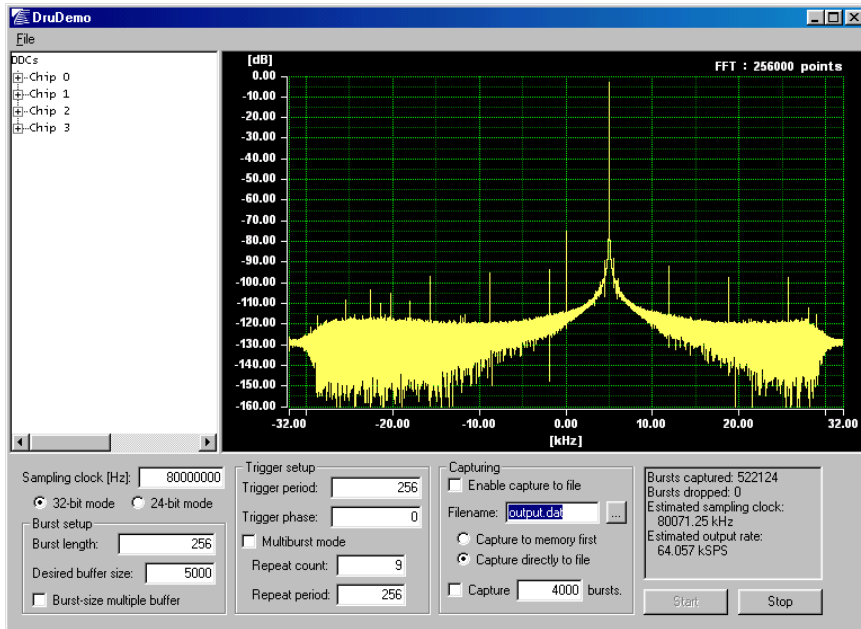 DruDemo
File
DDCs
Chip 0
Chip 1
Chip 2
Chip 3
[dB]
FFT : 256000 points
0.00
-10.00
-20.00
-30.00
-40.00
-50.00
-60.00
-70.00
-80.00
-90.00
-100.00
-110.00
-120.00
-130.00
-140.00
-150.00
-160.00
-32.00 -20.00 -10.00 0.00 10.00 20.00 32.00
[kHz]
Sampling clock [Hz]: 80000000
32-bit mode 24-bit mode
Burst setup
Burst length: 256
Desired buffer size: 5000
Burst-size multiple buffer
Trigger setup
Trigger period: 256
Trigger phase: 0
Multiburst mode
Repeat count: 9
Repeat period: 256
Capturing
Enable capture to file
Filename: output.dat ...
Capture to memory first
Capture directly to file
Capture 4000 bursts.
Bursts captured: 522124
Bursts dropped: 0
Estimated sampling clock:
80071.25 kHz
Estimated output rate:
64.057 kSPS
Start Stop